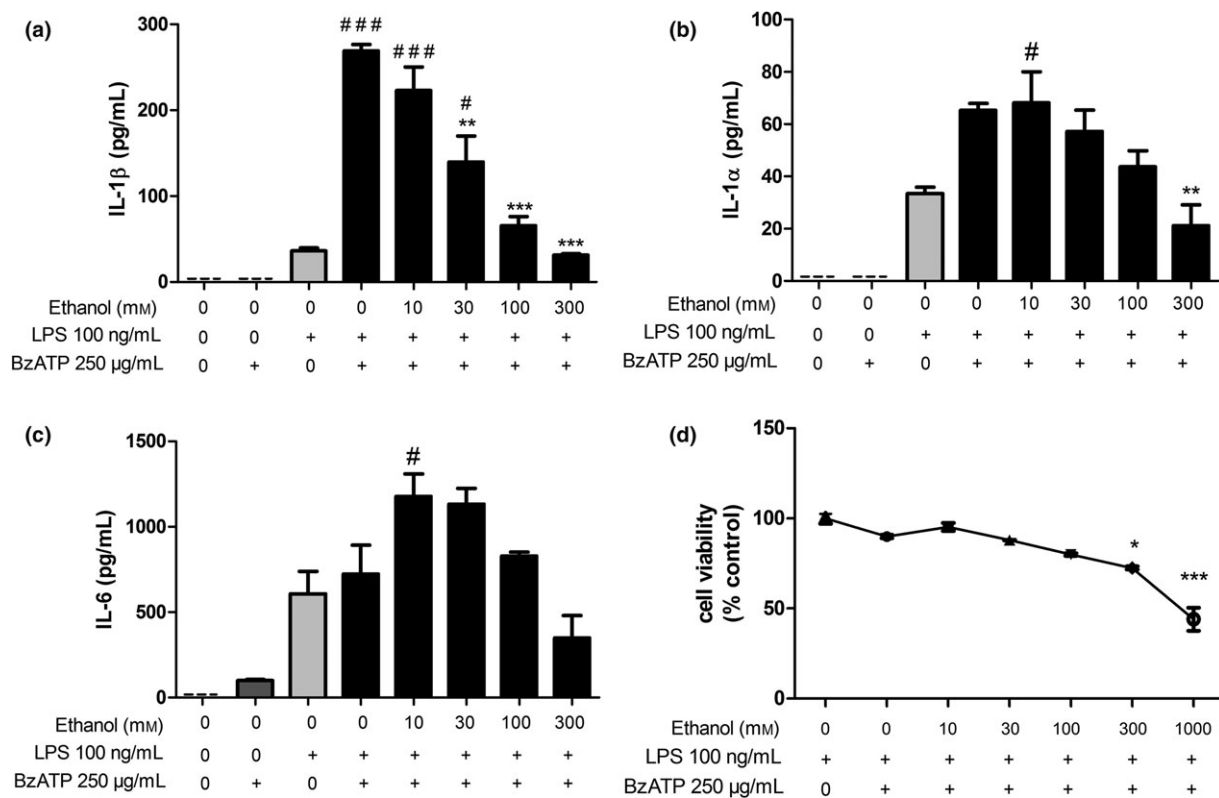 (a)
IL-1β (pg/mL)
300
200
100
0
###
###
#
**
***
***
---- ----
Ethanol (mM) 0 0 0 0 10 30 100 300
LPS 100 ng/mL 0 0 + + + + + +
BzATP 250 µg/mL 0 + 0 + + + + +
(b)
IL-1α (pg/mL)
100
80
60
40
20
0
#
**
---- ----
Ethanol (mM) 0 0 0 0 10 30 100 300
LPS 100 ng/mL 0 0 + + + + + +
BzATP 250 µg/mL 0 + 0 + + + + +
(c)
IL-6 (pg/mL)
1500
1000
500
0
#
----
Ethanol (mM) 0 0 0 0 10 30 100 300
LPS 100 ng/mL 0 0 + + + + + +
BzATP 250 µg/mL 0 + 0 + + + + +
(d)
cell viability
(% control)
150
100
50
0
*
***
Ethanol (mM) 0 0 10 30 100 300 1000
LPS 100 ng/mL + + + + + + +
BzATP 250 µg/mL 0 + + + + + +